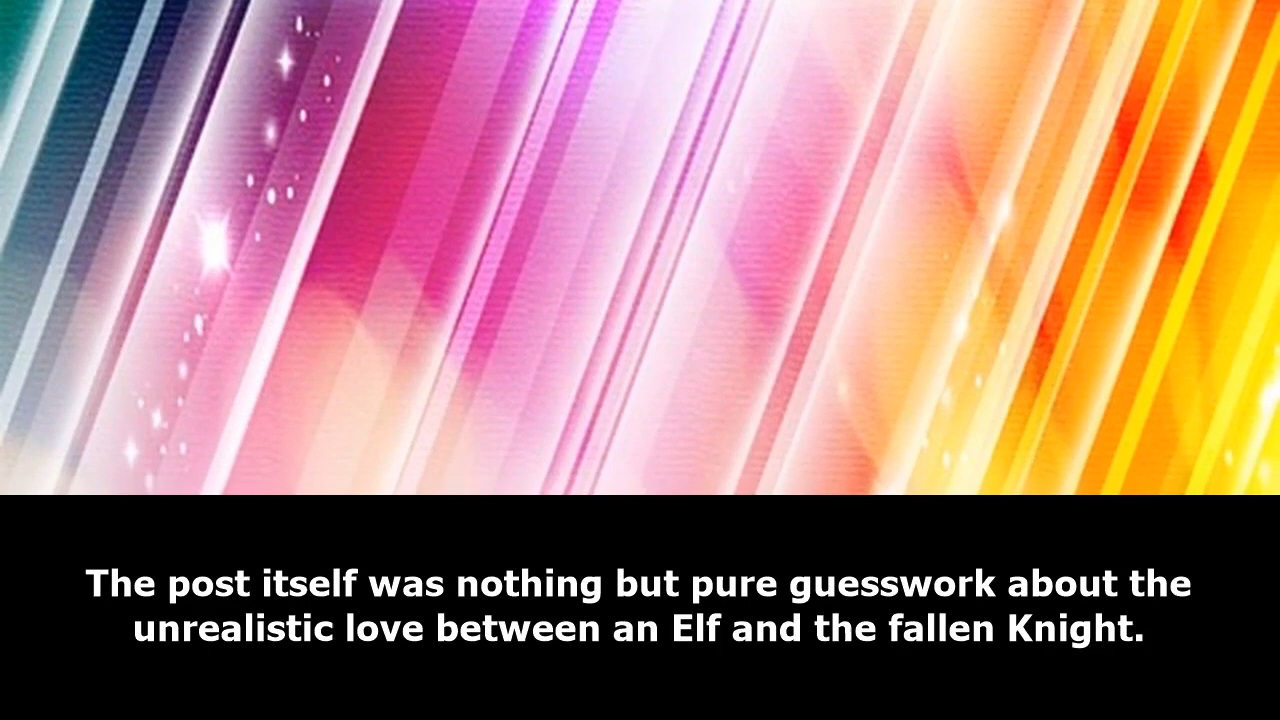 The post itself was nothing but pure guesswork about the
unrealistic love between an Elf and the fallen Knight.